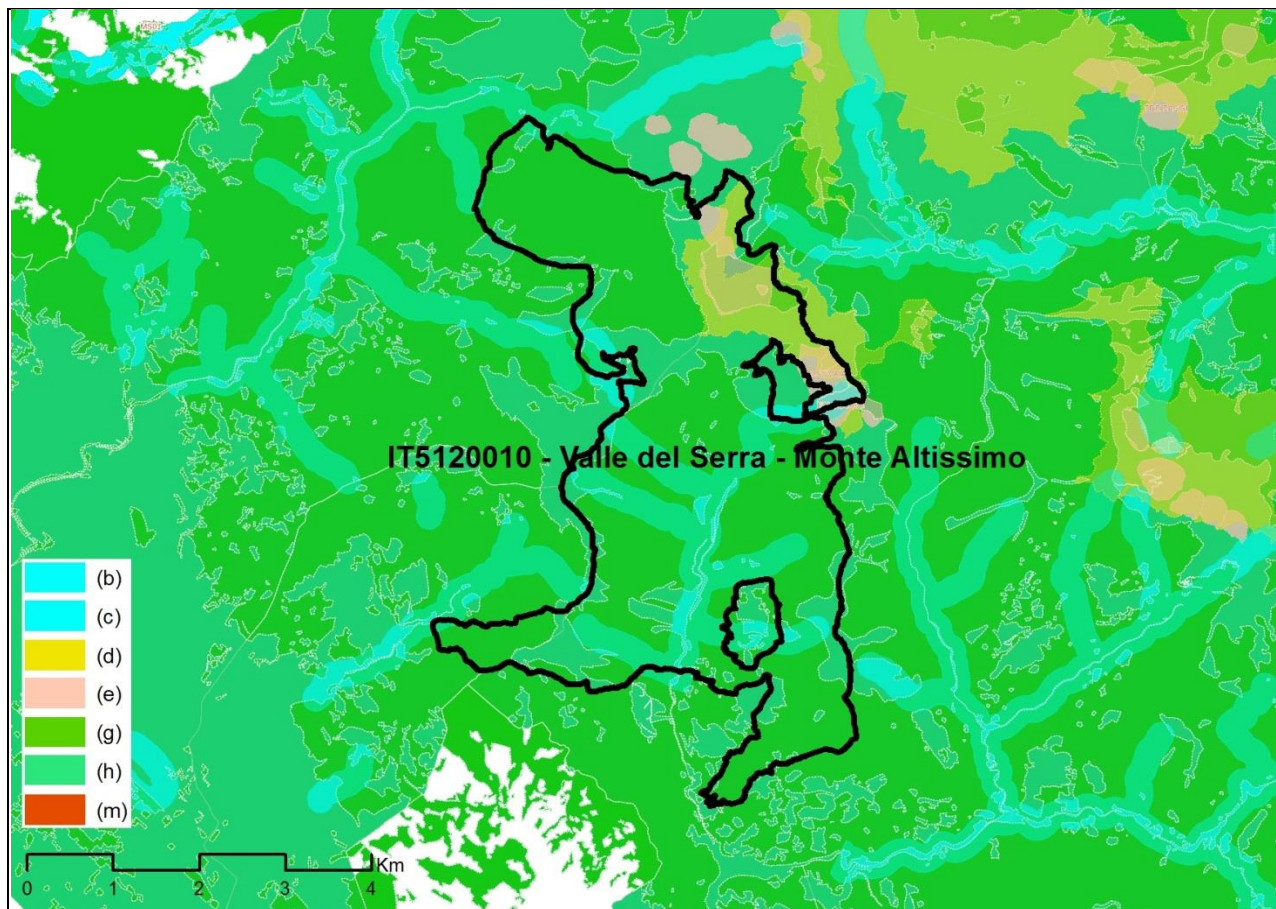 IT5120010 - Valle del Serra - Monte Altissimo
(b)
(c)
(d)
(e)
(g)
(h)
(m)
Km
0 1 2 3 4